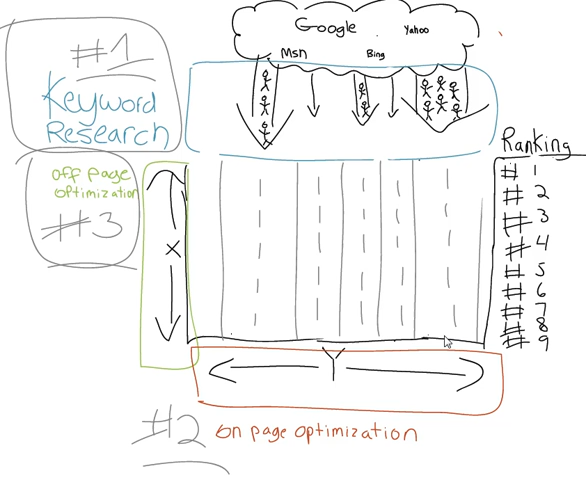 Google
Yahoo
Msn
Bing
#1
Keyword
Research
Ranking
# 1
# 2
# 3
# 4
# 5
# 6
# 7
# 8
# 9
off page
optimization
#3
X
Y
#2
on page optimization